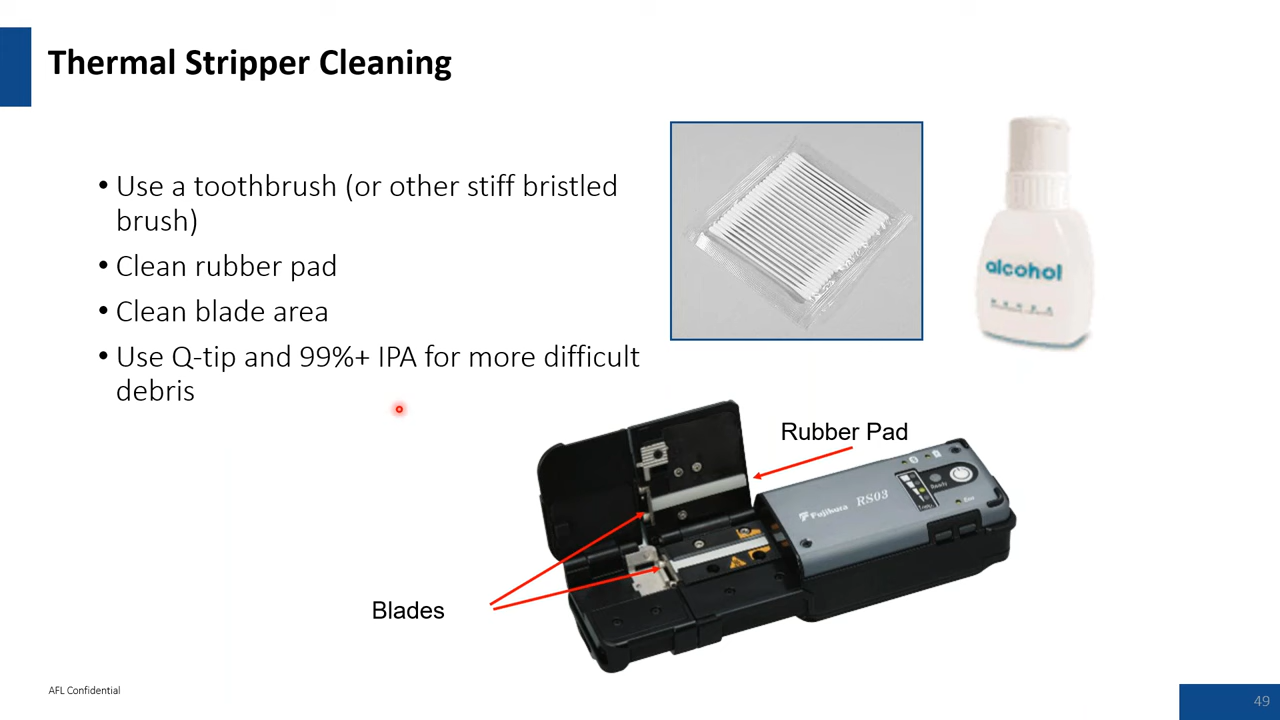 Thermal Stripper Cleaning
• Use a toothbrush (or other stiff bristled
brush)
• Clean rubber pad
• Clean blade area
• Use Q-tip and 99%+ IPA for more difficult
debris
alcohol
Rubber Pad
Fujikura RS03
Ready
Blades
AFL Confidential
49